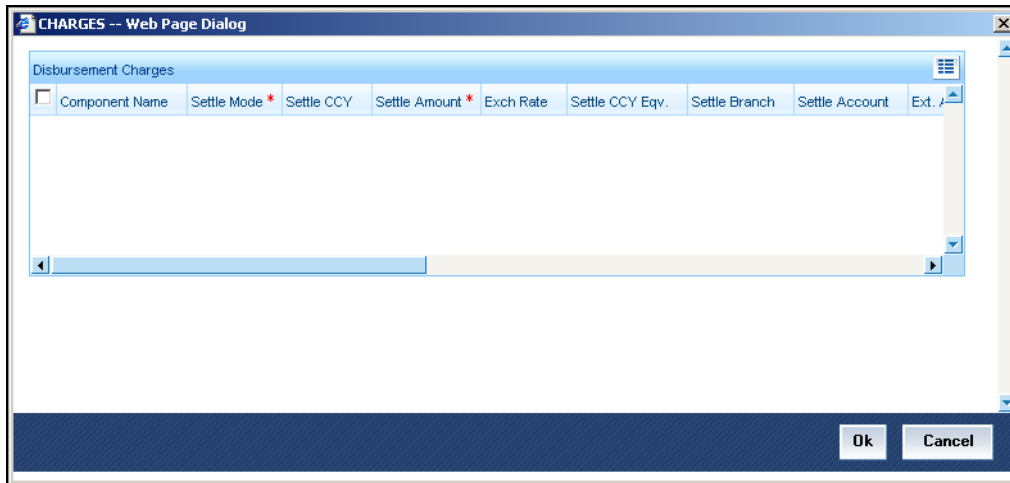 CHARGES -- Web Page Dialog
Disbursement Charges
Component Name Settle Mode * Settle CCY Settle Amount * Exch Rate Settle CCY Eqv. Settle Branch Settle Account Ext.
Ok Cancel